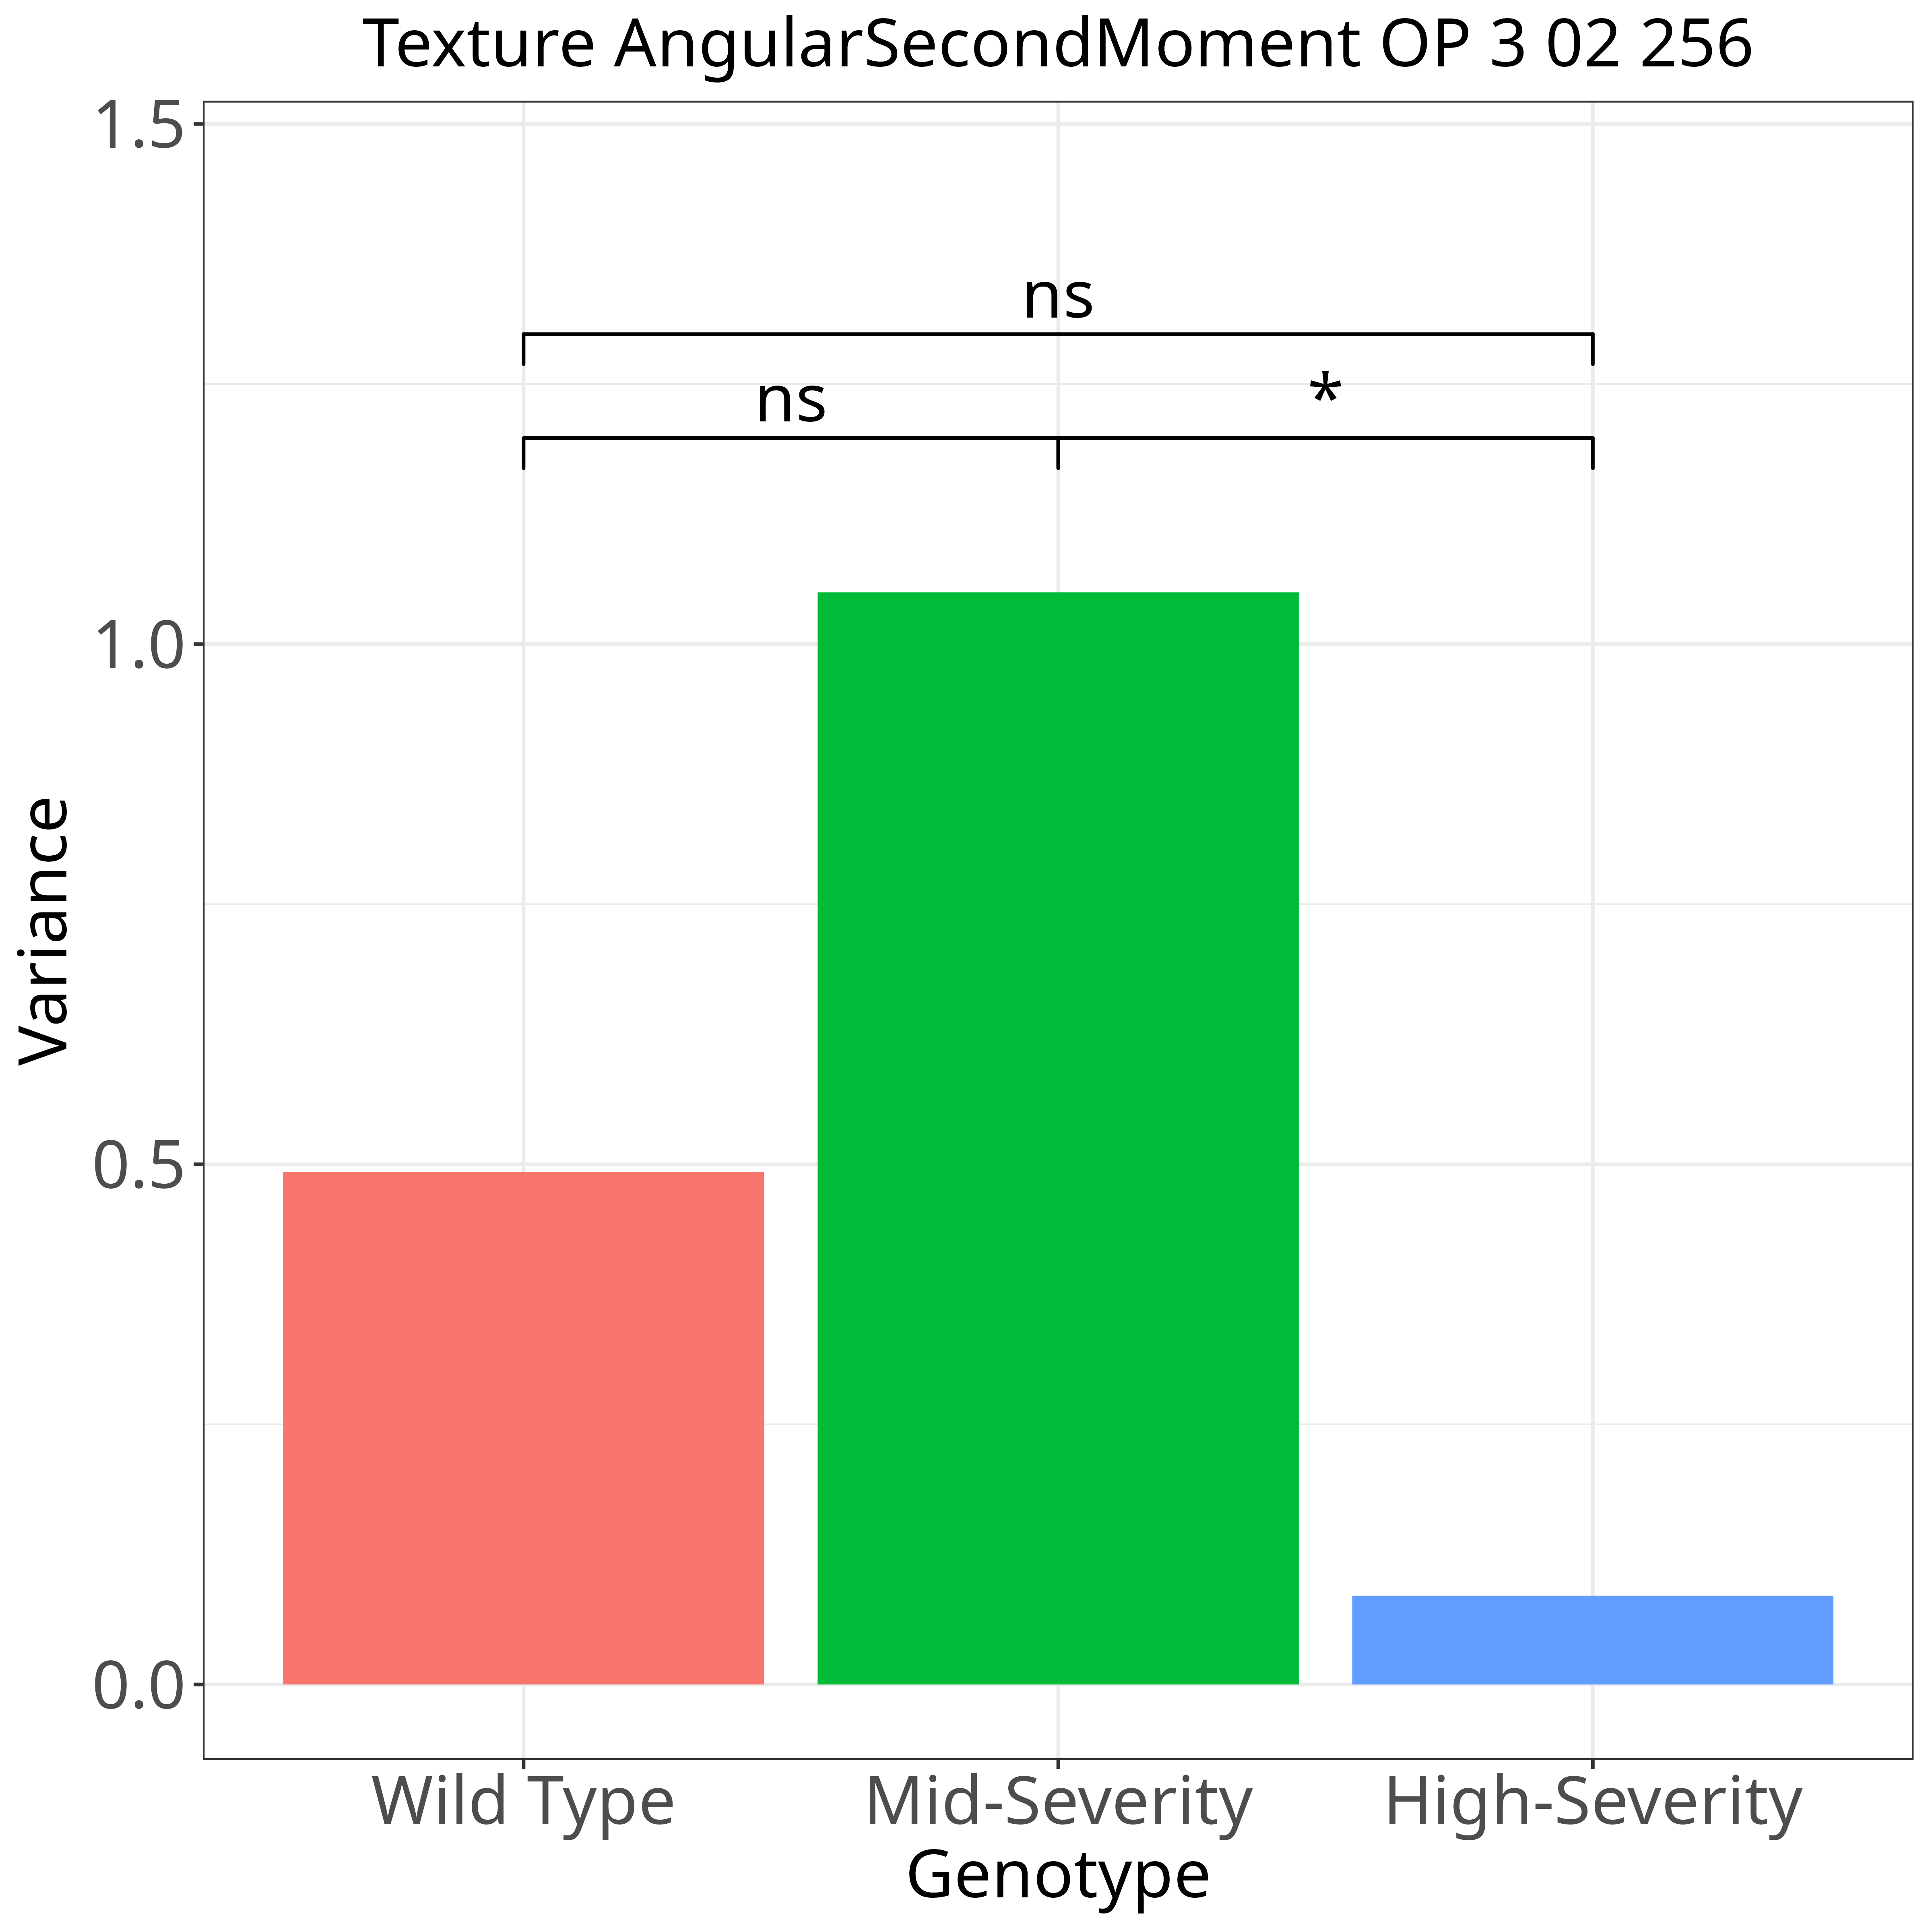 Texture AngularSecondMoment OP 3 02 256
1.5
ns
ns
*
1.0
Variance
0.5
0.0
Wild Type
Mid-Severity
High-Severity
Genotype